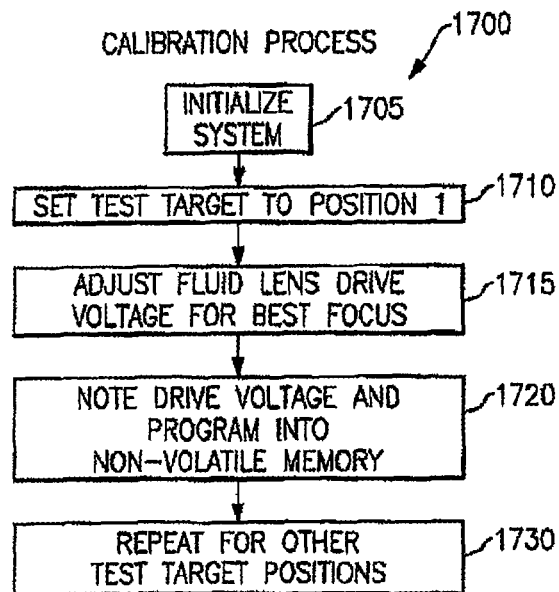 CALIBRATION PROCESS
1700
INITIALIZE
SYSTEM
1705
SET TEST TARGET TO POSITION 1
1710
ADJUST FLUID LENS DRIVE
VOLTAGE FOR BEST FOCUS
1715
NOTE DRIVE VOLTAGE AND
PROGRAM INTO
NON-VOLATILE MEMORY
1720
REPEAT FOR OTHER
TEST TARGET POSITIONS
1730